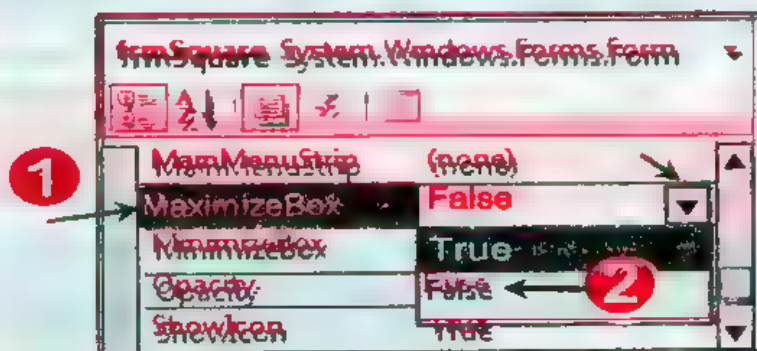 frmSquare System.Windows.Forms.Form
MainMenuStrip (none)
1
MaximizeBox False
MinimizeBox True
Opacity False
2
ShowIcon True